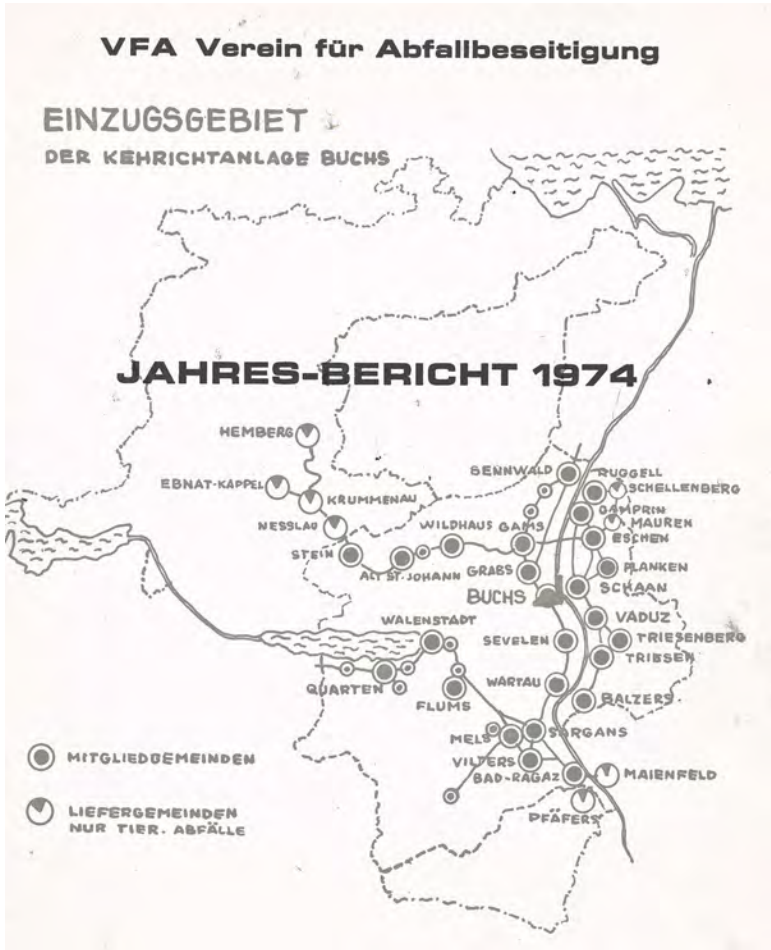 VFA Verein für Abfallbeseitigung
EINZUGSGEBIET
DER KEHRICHTANLAGE BUCHS
JAHRES-BERICHT 1974
HEMBERG
SENNWALD
RUGGELL
EBNAT-KAPPEL
SCHELLENBERG
KRUMMENAU
GAMPRIN
MAUREN
NESSLAU
WILDHAUS
GAMS
ESCHEN
STEIN
ALT ST. JOHANN
GRABS
PLANKEN
SCHAAN
BUCHS
WALENSTADT
VADUZ
SEVELEN
TRIESENBERG
TRIESEN
QUARTEN
WARTAU
FLUMS
BALZERS
MELS
SARGANS
MITGLIEDGEMEINDEN
VILTERS
BAD-RAGAZ
MAIENFELD
LIEFERGEMEINDEN
NUR TIER. ABFÄLLE
PFÄFERS